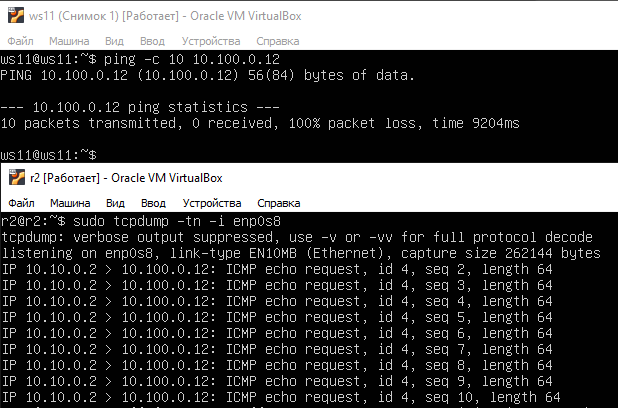 ws11 (Снимок 1) [Работает] - Oracle VM VirtualBox
Файл Машина Вид Ввод Устройства Справка
ws11@ws11:~$ ping -c 10 10.100.0.12
PING 10.100.0.12 (10.100.0.12) 56(84) bytes of data.
--- 10.100.0.12 ping statistics ---
10 packets transmitted, 0 received, 100% packet loss, time 9204ms
ws11@ws11:~$
r2 [Работает] - Oracle VM VirtualBox
Файл Машина Вид Ввод Устройства Справка
r2@r2:~$ sudo tcpdump -tn -i enp0s8
tcpdump: verbose output suppressed, use -v or -vv for full protocol decode
listening on enp0s8, link-type EN10MB (Ethernet), capture size 262144 bytes
IP 10.10.0.2 > 10.100.0.12: ICMP echo request, id 4, seq 2, length 64
IP 10.10.0.2 > 10.100.0.12: ICMP echo request, id 4, seq 3, length 64
IP 10.10.0.2 > 10.100.0.12: ICMP echo request, id 4, seq 4, length 64
IP 10.10.0.2 > 10.100.0.12: ICMP echo request, id 4, seq 5, length 64
IP 10.10.0.2 > 10.100.0.12: ICMP echo request, id 4, seq 6, length 64
IP 10.10.0.2 > 10.100.0.12: ICMP echo request, id 4, seq 7, length 64
IP 10.10.0.2 > 10.100.0.12: ICMP echo request, id 4, seq 8, length 64
IP 10.10.0.2 > 10.100.0.12: ICMP echo request, id 4, seq 9, length 64
IP 10.10.0.2 > 10.100.0.12: ICMP echo request, id 4, seq 10, length 64